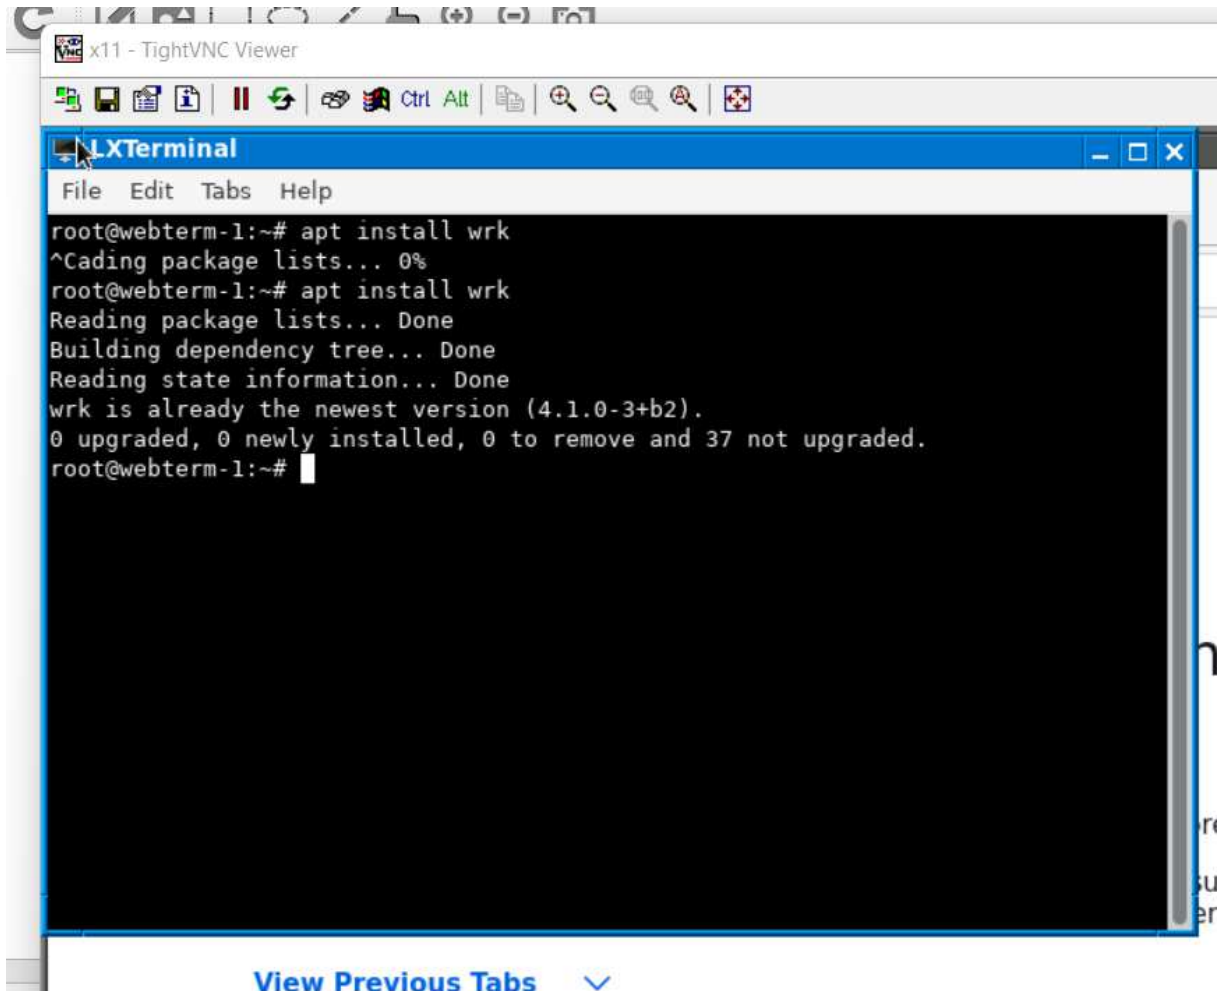 x11 - TightVNC Viewer
Ctrl Alt
LXTerminal
File Edit Tabs Help
root@webterm-1:~# apt install wrk
^Cading package lists... 0%
root@webterm-1:~# apt install wrk
Reading package lists... Done
Building dependency tree... Done
Reading state information... Done
wrk is already the newest version (4.1.0-3+b2).
0 upgraded, 0 newly installed, 0 to remove and 37 not upgraded.
root@webterm-1:~#
View Previous Tabs